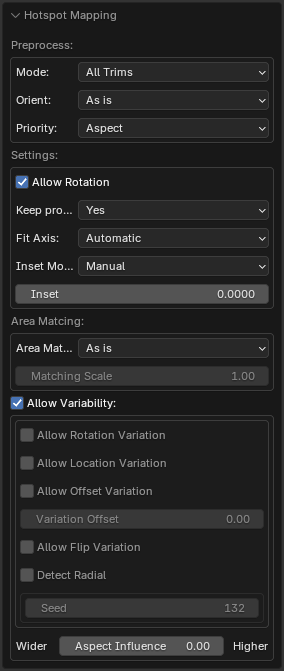 Hotspot Mapping
Preprocess:
Mode: All Trims
Orient: As is
Priority: Aspect
Settings:
Allow Rotation
Keep pro... Yes
Fit Axis: Automatic
Inset Mo... Manual
Inset 0.0000
Area Matcing:
Area Mat... As is
Matching Scale 1.00
Allow Variability:
Allow Rotation Variation
Allow Location Variation
Allow Offset Variation
Variation Offset 0.00
Allow Flip Variation
Detect Radial
Seed 132
Wider Aspect Influence 0.00 Higher